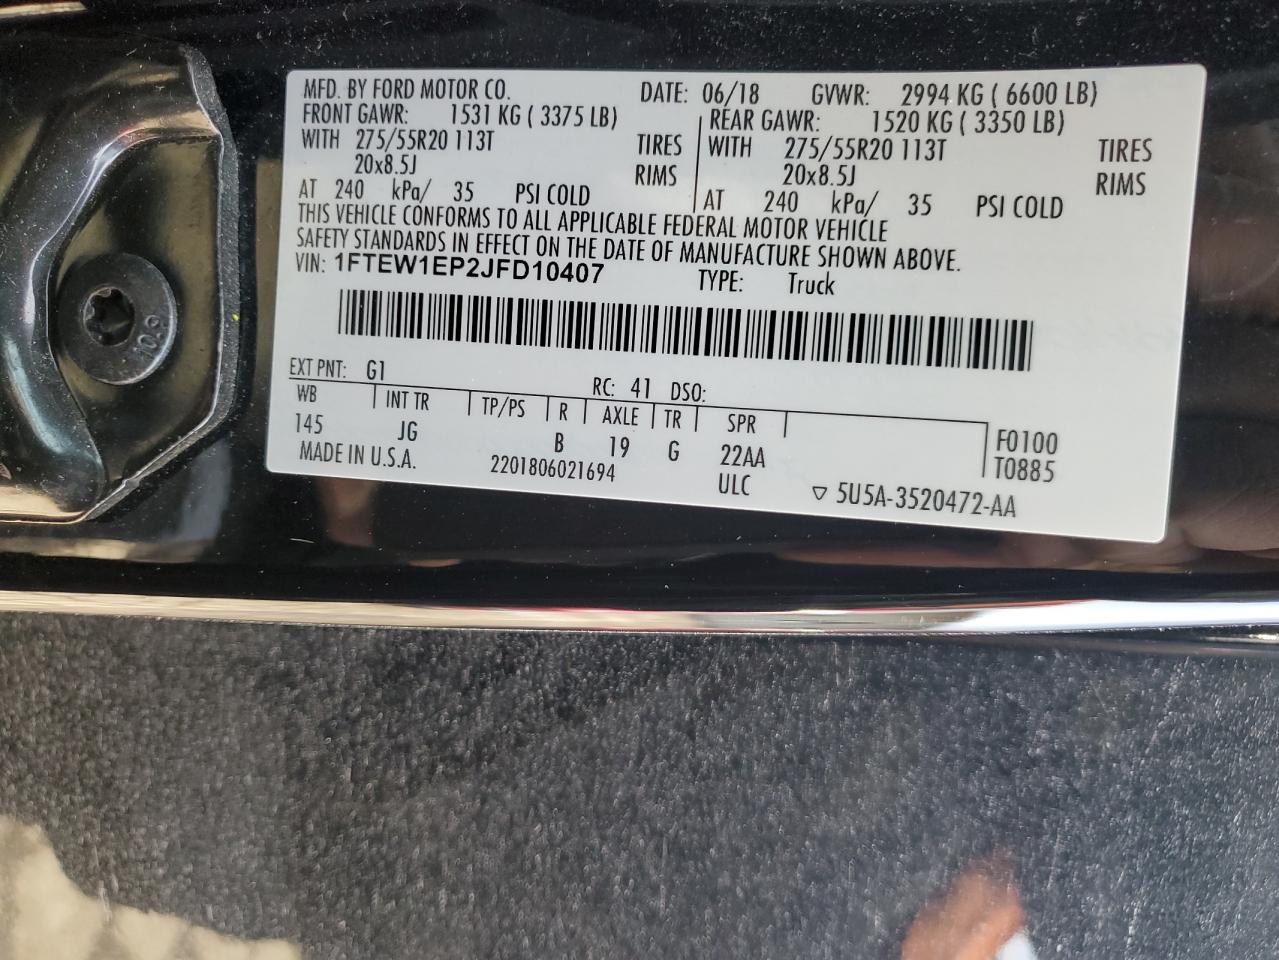 MFD. BY FORD MOTOR CO. DATE: 06/18 GVWR: 2994 KG ( 6600 LB)
FRONT GAWR: 1531 KG ( 3375 LB) REAR GAWR: 1520 KG ( 3350 LB)
WITH 275/55R20 113T TIRES WITH 275/55R20 113T TIRES
20x8.5J RIMS 20x8.5J RIMS
AT 240 kPa/ 35 PSI COLD AT 240 kPa/ 35 PSI COLD
THIS VEHICLE CONFORMS TO ALL APPLICABLE FEDERAL MOTOR VEHICLE
SAFETY STANDARDS IN EFFECT ON THE DATE OF MANUFACTURE SHOWN ABOVE.
VIN: 1FTEW1EP2JFD10407 TYPE: Truck
EXT PNT: G1 RC: 41 DSO:
WB INT TR TP/PS R AXLE TR SPR
145 JG B 19 G 22AA F0100
MADE IN U.S.A. 2201806021694 ULC T0885
▽ 5U5A-3520472-AA
10.9